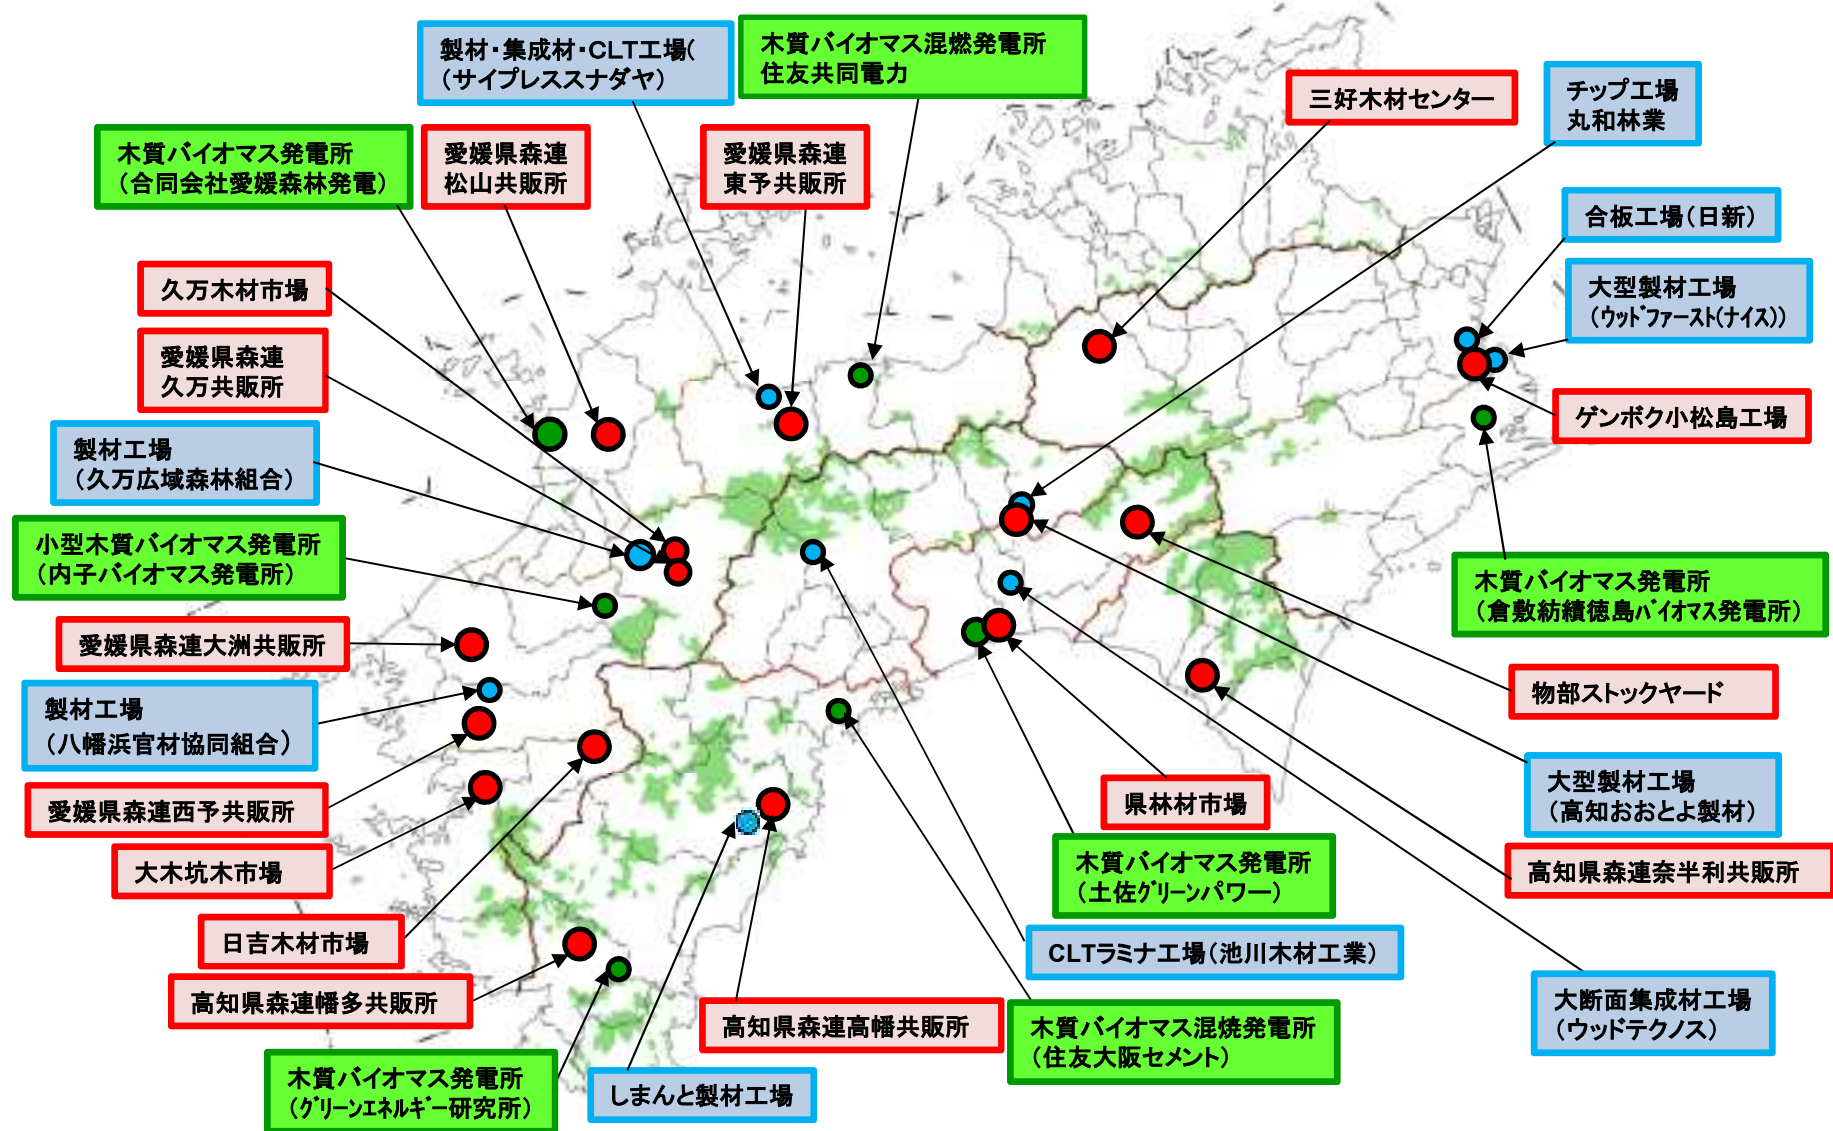 製材・集成材・CLT工場(
(サイプレススナダヤ)
木質バイオマス混燃発電所
住友共同電力
三好木材センター
チップ工場
丸和林業
木質バイオマス発電所
(合同会社愛媛森林発電)
愛媛県森連
松山共販所
愛媛県森連
東予共販所
合板工場(日新)
久万木材市場
大型製材工場
(ウッドファースト(ナイス))
愛媛県森連
久万共販所
ゲンボク小松島工場
製材工場
(久万広域森林組合)
小型木質バイオマス発電所
(内子バイオマス発電所)
木質バイオマス発電所
(倉敷紡績徳島バイオマス発電所)
愛媛県森連大洲共販所
物部ストックヤード
製材工場
(八幡浜官材協同組合)
愛媛県森連西予共販所
県林材市場
大型製材工場
(高知おおとよ製材)
大木坑木市場
木質バイオマス発電所
(土佐グリーンパワー)
高知県森連奈半利共販所
日吉木材市場
CLTラミナ工場(池川木材工業)
高知県森連幡多共販所
高知県森連高幡共販所
木質バイオマス混焼発電所
(住友大阪セメント)
大断面集成材工場
(ウッドテクノス)
木質バイオマス発電所
(グリーンエネルギー研究所)
しまんと製材工場